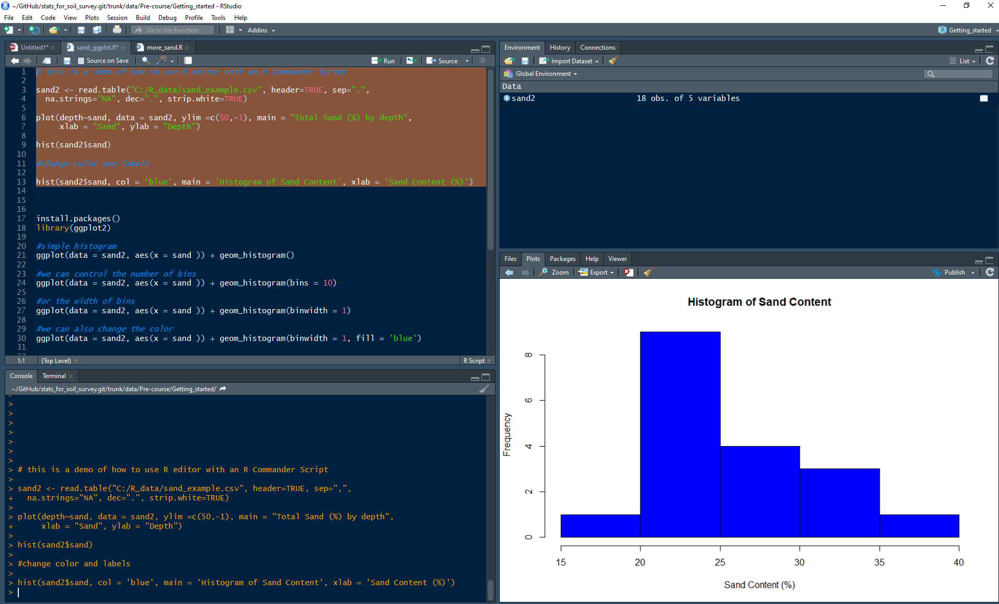 ~/GitHub/stats_for_soil_survey.git/trunk/data/Pre-course/Getting_started - RStudio
File Edit Code View Plots Session Build Debug Profile Tools Help
Go to file/function Addins Getting_started
Untitled1* sand_ggplot.R* more_sand.R
Source on Save Run Source
1 # this is a demo of how to use R editor with an R Commander Script
2
3 sand2 <- read.table("C:/R_data/sand_example.csv", header=TRUE, sep=",",
4   na.strings="NA", dec=".", strip.white=TRUE)
5
6 plot(depth~sand, data = sand2, ylim =c(50,-1), main = "Total Sand (%) by depth",
7      xlab = "Sand", ylab = "Depth")
8
9 hist(sand2$sand)
10
11 #change color and labels
12
13 hist(sand2$sand, col = 'blue', main = 'Histogram of Sand Content', xlab = 'Sand Content (%)')
14
15
16
17 install.packages()
18 library(ggplot2)
19
20 #simple histogram
21 ggplot(data = sand2, aes(x = sand )) + geom_histogram()
22
23 #we can control the number of bins
24 ggplot(data = sand2, aes(x = sand )) + geom_histogram(bins = 10)
25
26 #or the width of bins
27 ggplot(data = sand2, aes(x = sand )) + geom_histogram(binwidth = 1)
28
29 #we can also change the color
30 ggplot(data = sand2, aes(x = sand )) + geom_histogram(binwidth = 1, fill = 'blue')
31
1:1 (Top Level) R Script
Console Terminal
~/GitHub/stats_for_soil_survey.git/trunk/data/Pre-course/Getting_started/
>
>
>
>
>
>
>
>
> # this is a demo of how to use R editor with an R Commander Script
>
> sand2 <- read.table("C:/R_data/sand_example.csv", header=TRUE, sep=",",
+   na.strings="NA", dec=".", strip.white=TRUE)
>
> plot(depth~sand, data = sand2, ylim =c(50,-1), main = "Total Sand (%) by depth",
+      xlab = "Sand", ylab = "Depth")
>
> hist(sand2$sand)
>
> #change color and labels
>
> hist(sand2$sand, col = 'blue', main = 'Histogram of Sand Content', xlab = 'Sand Content (%)')
>
Environment History Connections
Import Dataset List
Global Environment
Data
sand2 18 obs. of 5 variables
Files Plots Packages Help Viewer
Zoom Export Publish
Histogram of Sand Content
Frequency
8
6
4
2
0
15 20 25 30 35 40
Sand Content (%)